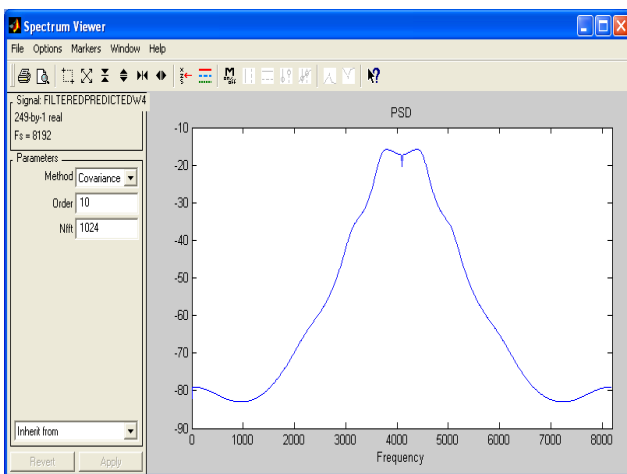 Spectrum Viewer
File Options Markers Window Help
Signal: FILTEREDPREDICTEDW4
249-by-1 real
Fs = 8192
Parameters
Method Covariance
Order 10
Nfft 1024
Inherit from
Revert Apply
PSD
-10
-20
-30
-40
-50
-60
-70
-80
-90
0 1000 2000 3000 4000 5000 6000 7000 8000
Frequency